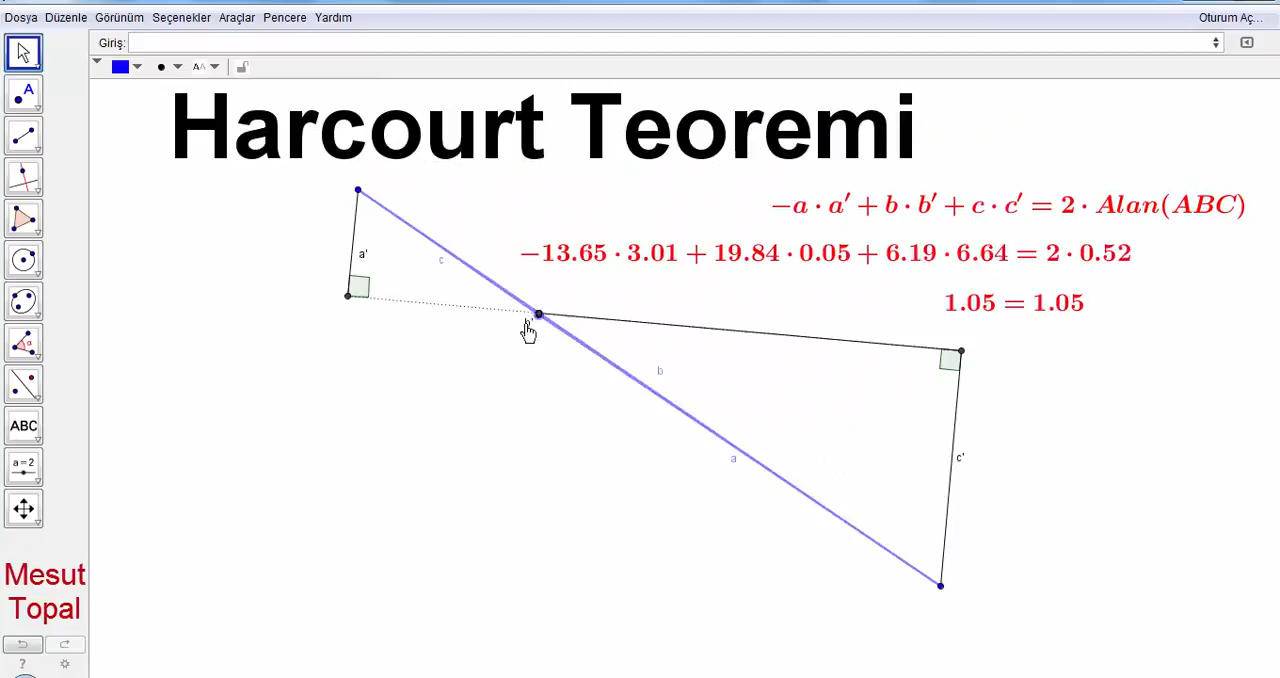 Dosya Düzenle Görünüm Seçenekler Araçlar Pencere Yardım Oturum Aç...
Giriş:
Harcourt Teoremi
−a · a′ + b · b′ + c · c′ = 2 · Alan(ABC)
−13.65 · 3.01 + 19.84 · 0.05 + 6.19 · 6.64 = 2 · 0.52
1.05 = 1.05
a'
c
b
a
c'
A
α
ABC
a=2
Mesut
Topal
?